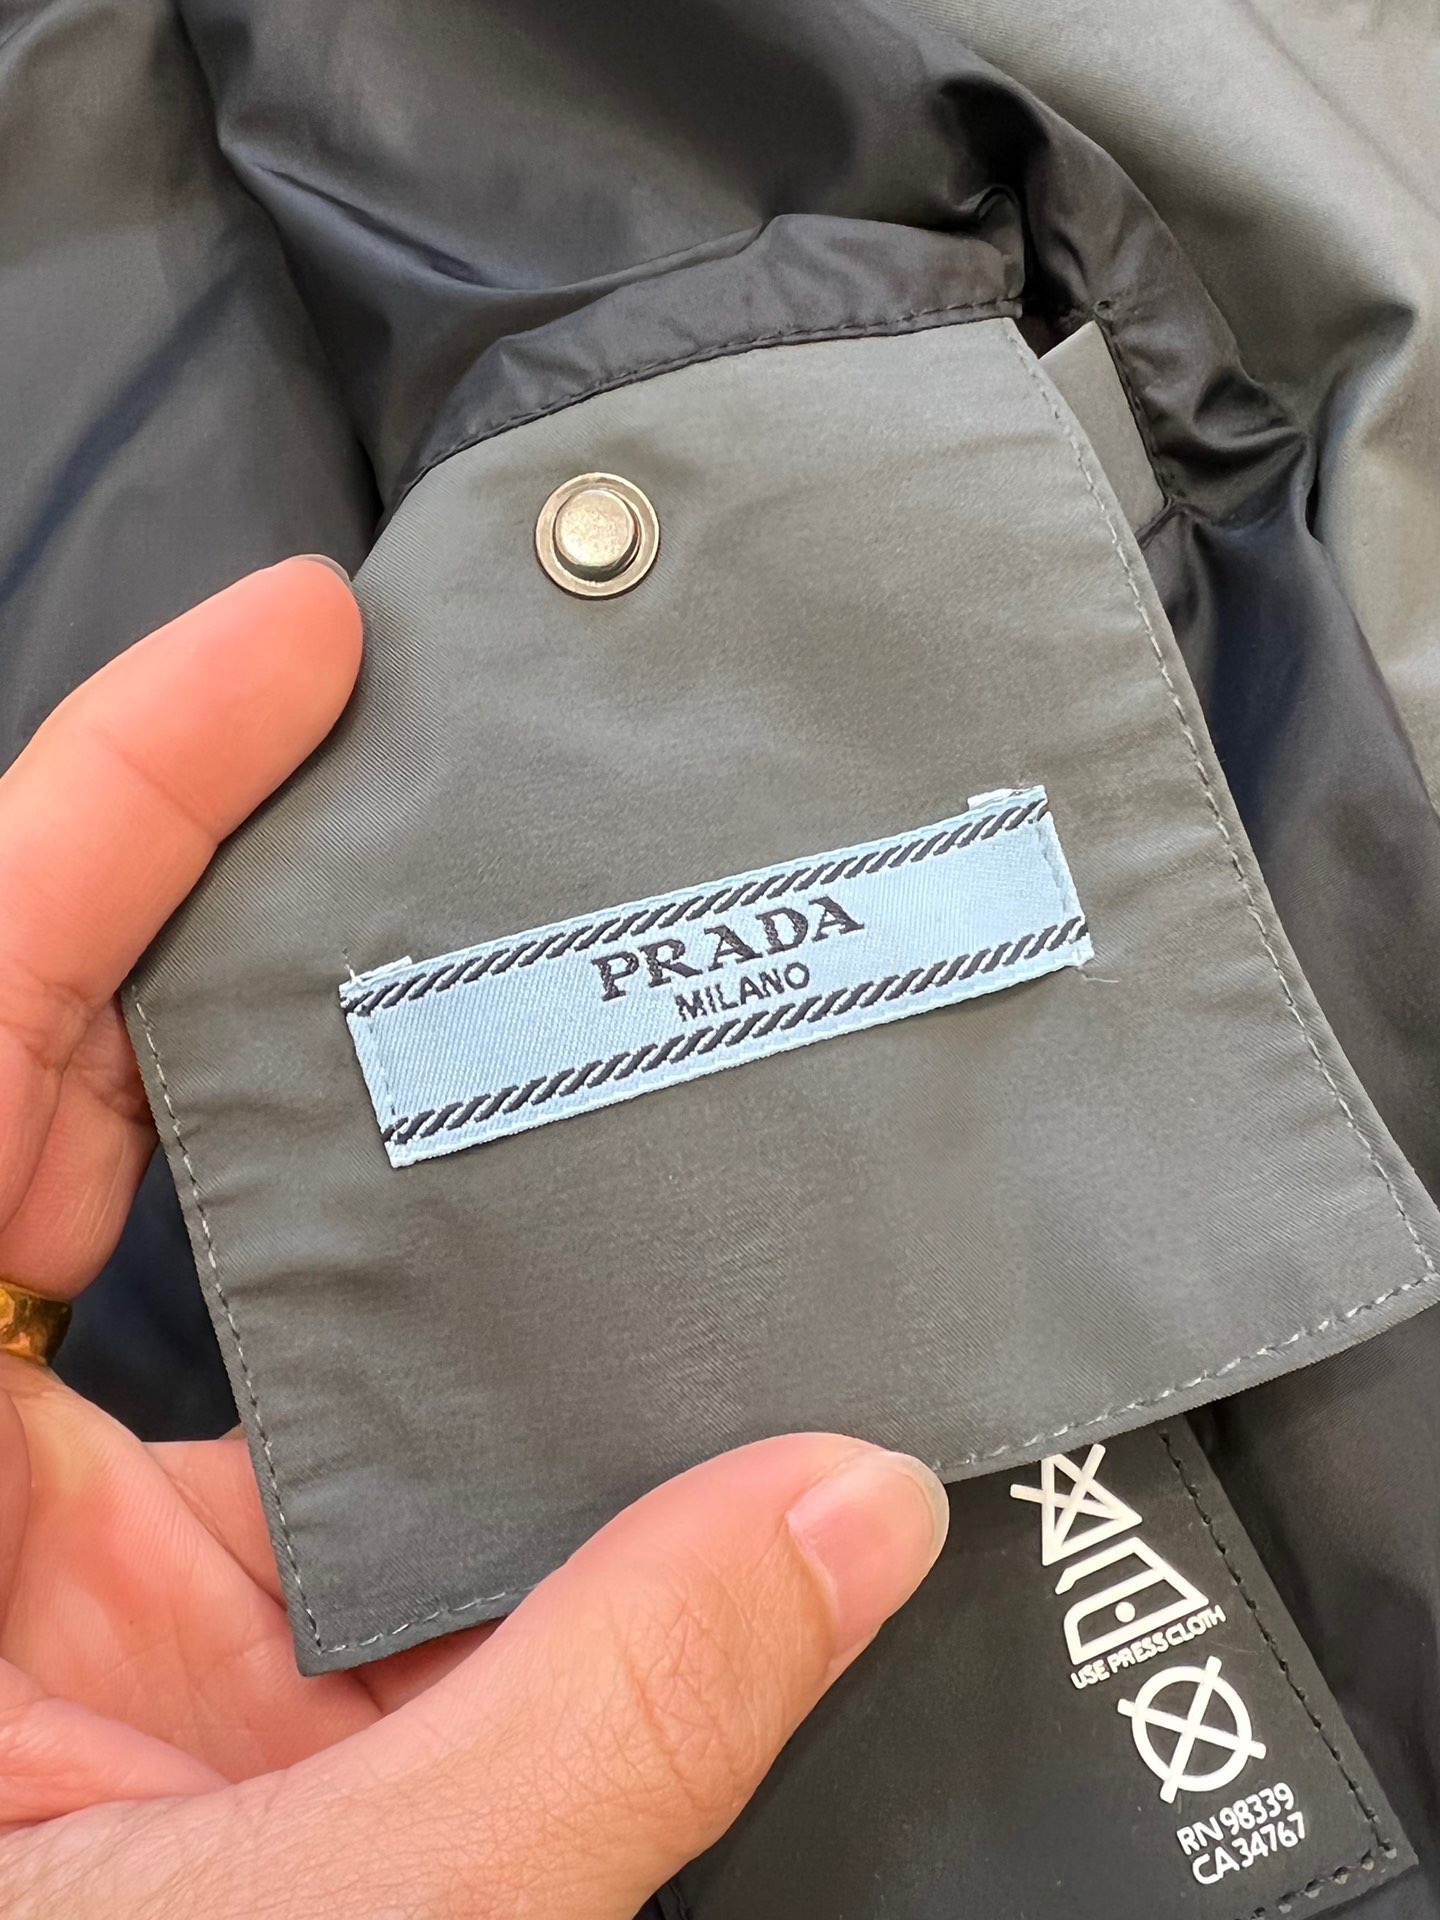 PRADA
MILANO
USE PRESS CLOTH
RN 98339
CA 34767